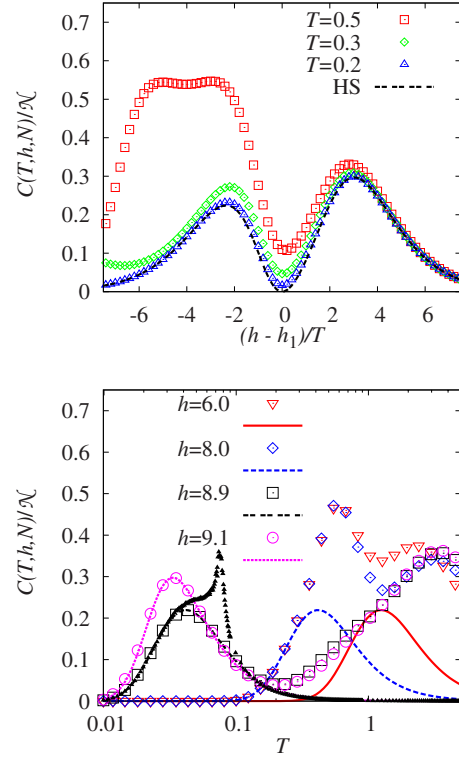 0.7
0.6
0.5
0.4
0.3
0.2
0.1
0
C(T,h,N)/𝒩
T=0.5
T=0.3
T=0.2
HS
-6 -4 -2 0 2 4 6
(h - h₁)/T
0.7
0.6
0.5
0.4
0.3
0.2
0.1
0
C(T,h,N)/𝒩
h=6.0
h=8.0
h=8.9
h=9.1
0.01 0.1 1
T